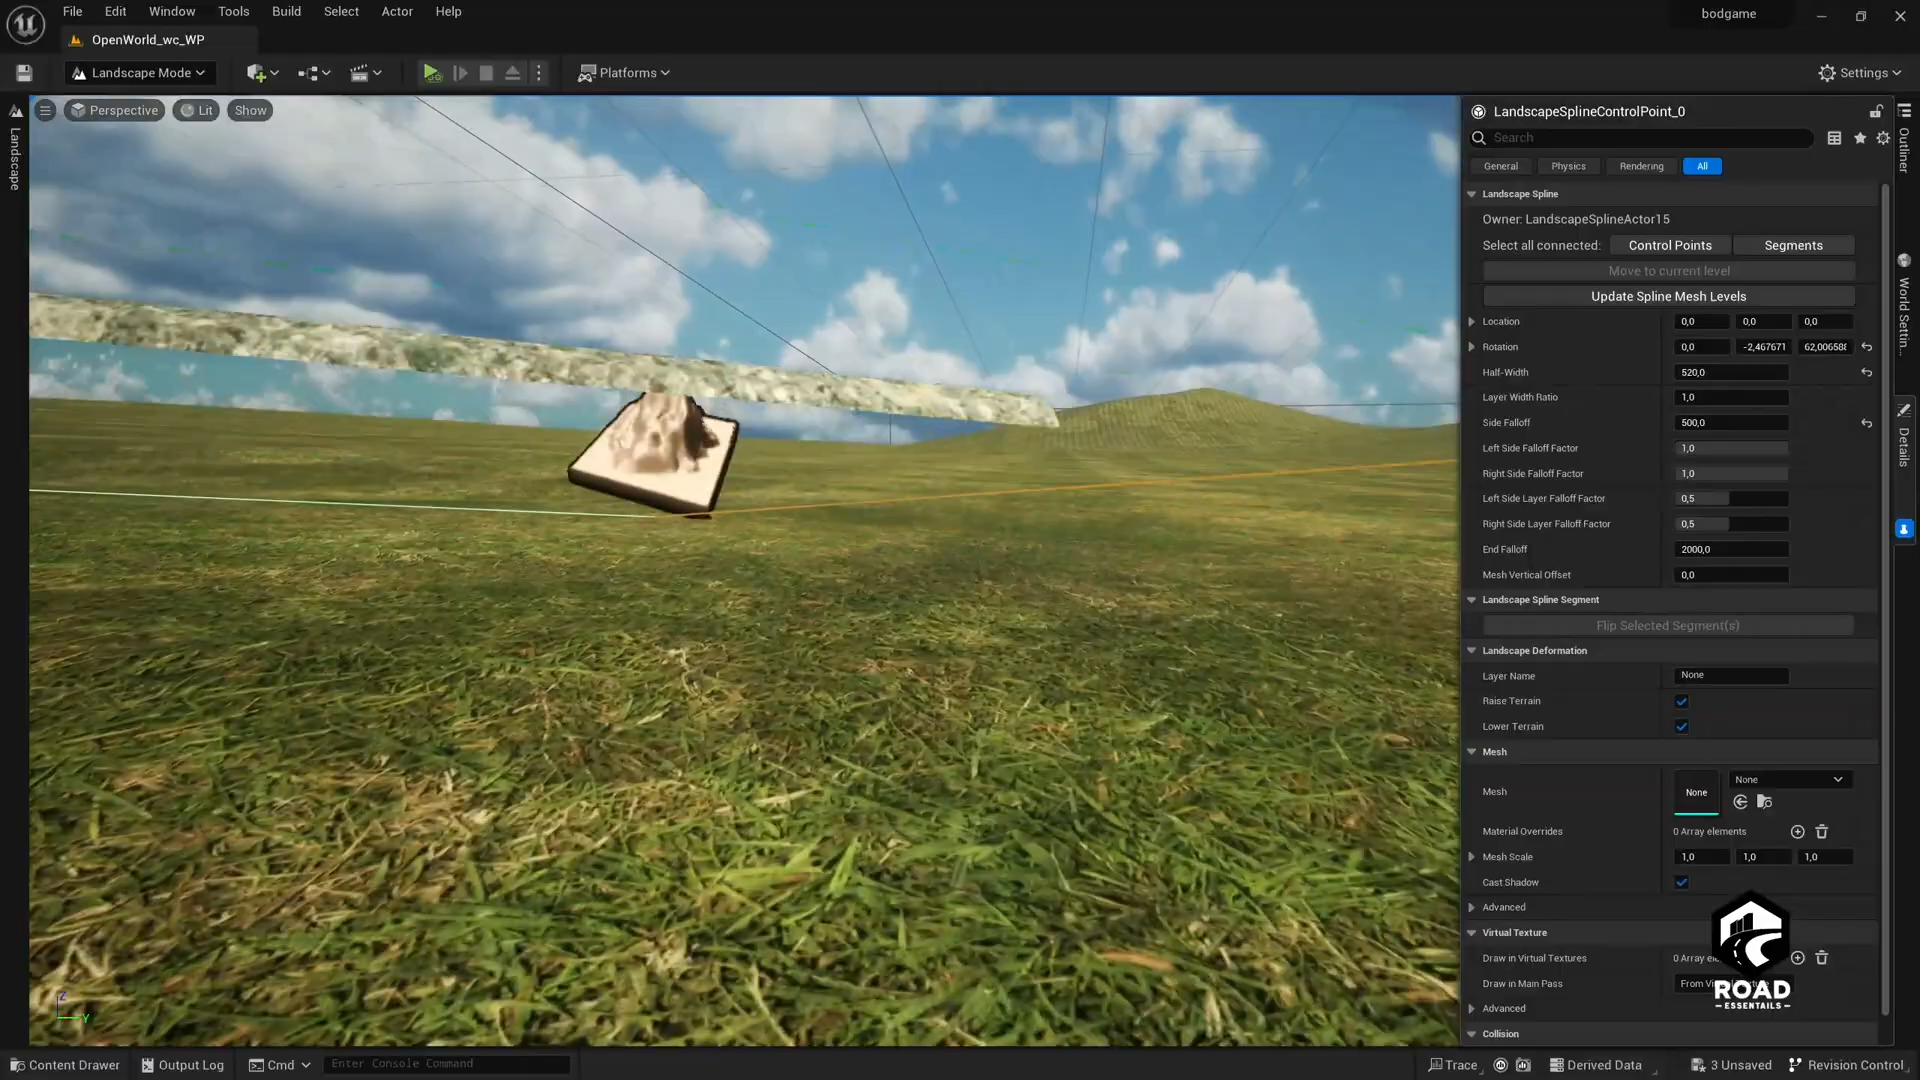 File Edit Window Tools Build Select Actor Help
bodgame
OpenWorld_wc_WP
Landscape Mode
Platforms
Settings
Perspective Lit Show
Landscape
LandscapeSplineControlPoint_0
Search
General Physics Rendering All
Landscape Spline
Owner: LandscapeSplineActor15
Select all connected: Control Points Segments
Move to current level
Update Spline Mesh Levels
Location 0,0 0,0 0,0
Rotation 0,0 -2,467671 62,006588
Half-Width 520,0
Layer Width Ratio 1,0
Side Falloff 500,0
Left Side Falloff Factor 1,0
Right Side Falloff Factor 1,0
Left Side Layer Falloff Factor 0,5
Right Side Layer Falloff Factor 0,5
End Falloff 2000,0
Mesh Vertical Offset 0,0
Landscape Spline Segment
Flip Selected Segment(s)
Landscape Deformation
Layer Name None
Raise Terrain
Lower Terrain
Mesh
Mesh None None
Material Overrides 0 Array elements
Mesh Scale 1,0 1,0 1,0
Cast Shadow
Advanced
Virtual Texture
Draw in Virtual Textures 0 Array
Draw in Main Pass From
Advanced
Collision
ROAD
-ESSENTAILS-
Outliner
World Settin...
Details
Z
Y
Content Drawer Output Log Cmd Enter Console Command
Trace Derived Data 3 Unsaved Revision Control